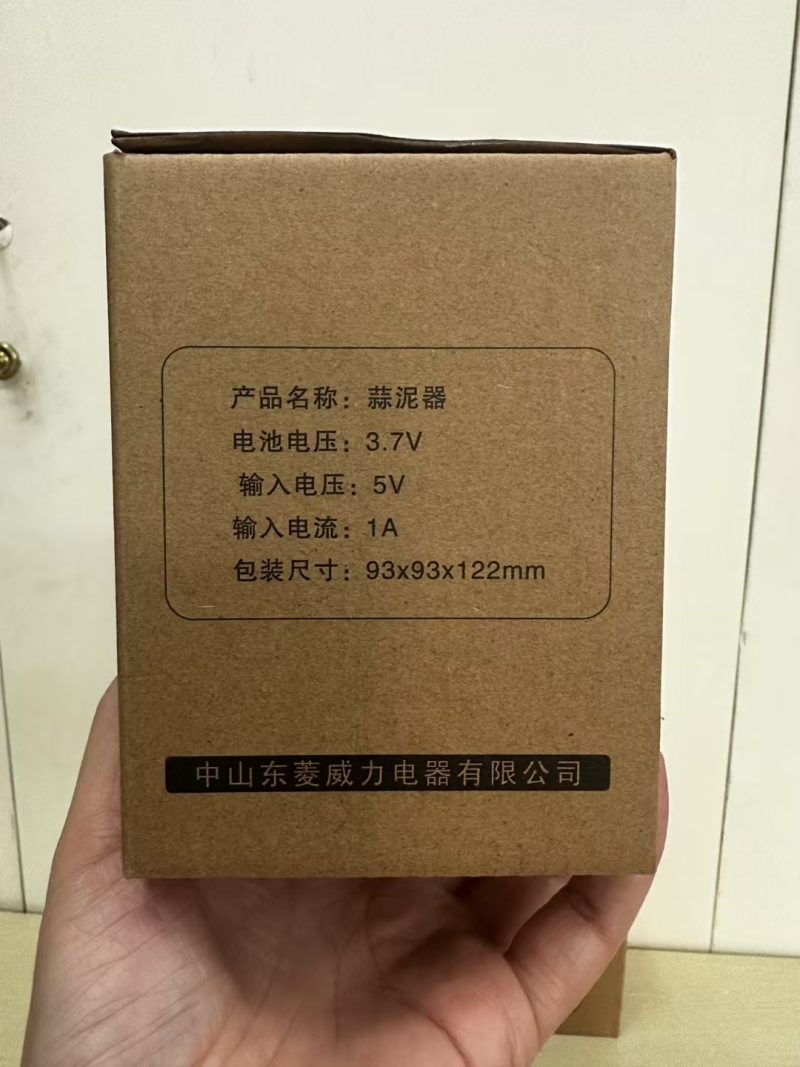 产品名称：蒜泥器
电池电压：3.7V
输入电压：5V
输入电流：1A
包装尺寸：93x93x122mm
中山东菱威力电器有限公司